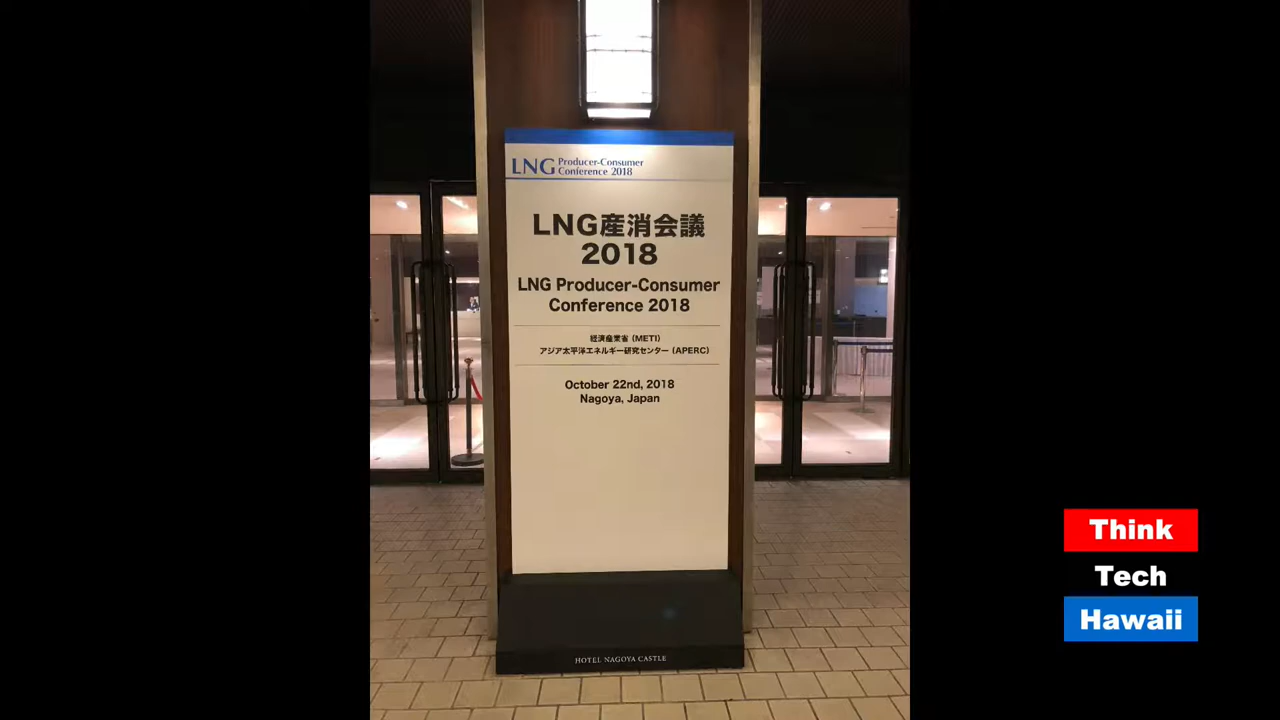 LNG Producer-Consumer
Conference 2018
LNG産消会議
2018
LNG Producer-Consumer
Conference 2018
経済産業省 (METI)
アジア太平洋エネルギー研究センター (APERC)
October 22nd, 2018
Nagoya, Japan
HOTEL NAGOYA CASTLE
Think
Tech
Hawaii